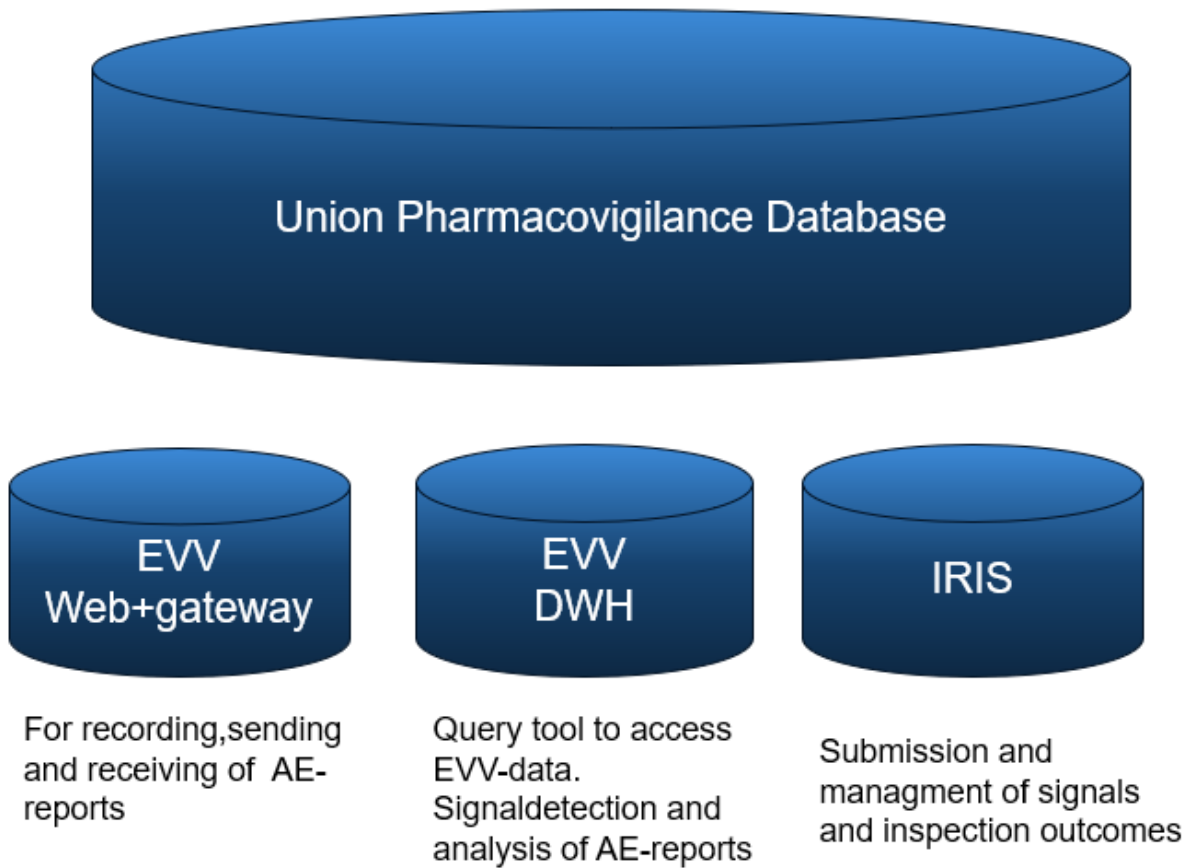 Union Pharmacovigilance Database
EVV
Web+gateway
EVV
DWH
IRIS
For recording,sending
and receiving of AE-
reports
Query tool to access
EVV-data.
Signaldetection and
analysis of AE-reports
Submission and
managment of signals
and inspection outcomes